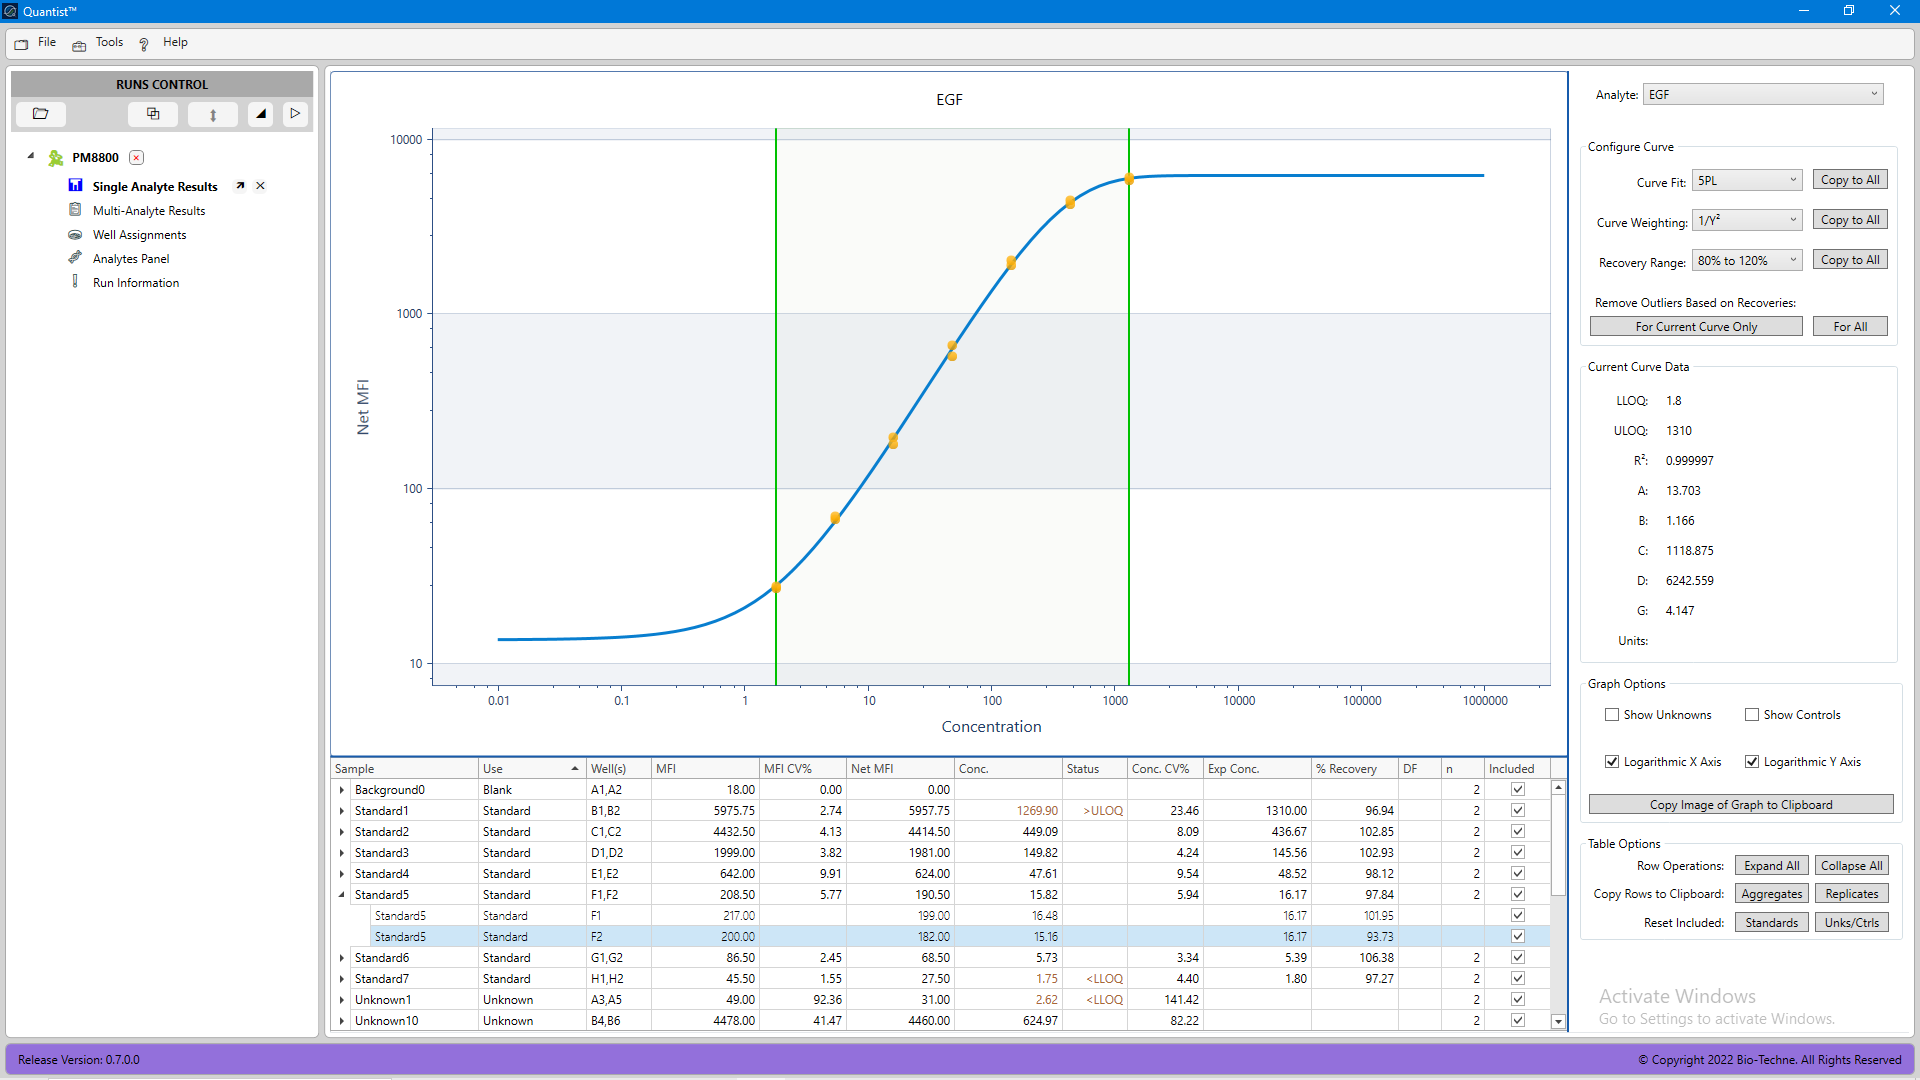 Quantist™
File Tools ? Help
RUNS CONTROL
PM8800
Single Analyte Results
Multi-Analyte Results
Well Assignments
Analytes Panel
Run Information
EGF
10000
1000
100
10
Net MFI
0.01 0.1 1 10 100 1000 10000 100000 1000000
Concentration
Sample Use Well(s) MFI MFI CV% Net MFI Conc. Status Conc. CV% Exp Conc. % Recovery DF n Included
Background0 Blank A1,A2 18.00 0.00 0.00 2
Standard1 Standard B1,B2 5975.75 2.74 5957.75 1269.90 >ULOQ 23.46 1310.00 96.94 2
Standard2 Standard C1,C2 4432.50 4.13 4414.50 449.09 8.09 436.67 102.85 2
Standard3 Standard D1,D2 1999.00 3.82 1981.00 149.82 4.24 145.56 102.93 2
Standard4 Standard E1,E2 642.00 9.91 624.00 47.61 9.54 48.52 98.12 2
Standard5 Standard F1,F2 208.50 5.77 190.50 15.82 5.94 16.17 97.84 2
Standard5 Standard F1 217.00 199.00 16.48 16.17 101.95
Standard5 Standard F2 200.00 182.00 15.16 16.17 93.73
Standard6 Standard G1,G2 86.50 2.45 68.50 5.73 3.34 5.39 106.38 2
Standard7 Standard H1,H2 45.50 1.55 27.50 1.75 <LLOQ 4.40 1.80 97.27 2
Unknown1 Unknown A3,A5 49.00 92.36 31.00 2.62 <LLOQ 141.42 2
Unknown10 Unknown B4,B6 4478.00 41.47 4460.00 624.97 82.22 2
Analyte: EGF
Configure Curve
Curve Fit: 5PL Copy to All
Curve Weighting: 1/Y² Copy to All
Recovery Range: 80% to 120% Copy to All
Remove Outliers Based on Recoveries:
For Current Curve Only For All
Current Curve Data
LLOQ: 1.8
ULOQ: 1310
R²: 0.999997
A: 13.703
B: 1.166
C: 1118.875
D: 6242.559
G: 4.147
Units:
Graph Options
Show Unknowns Show Controls
Logarithmic X Axis Logarithmic Y Axis
Copy Image of Graph to Clipboard
Table Options
Row Operations: Expand All Collapse All
Copy Rows to Clipboard: Aggregates Replicates
Reset Included: Standards Unks/Ctrls
Activate Windows
Go to Settings to activate Windows.
Release Version: 0.7.0.0
© Copyright 2022 Bio-Techne. All Rights Reserved